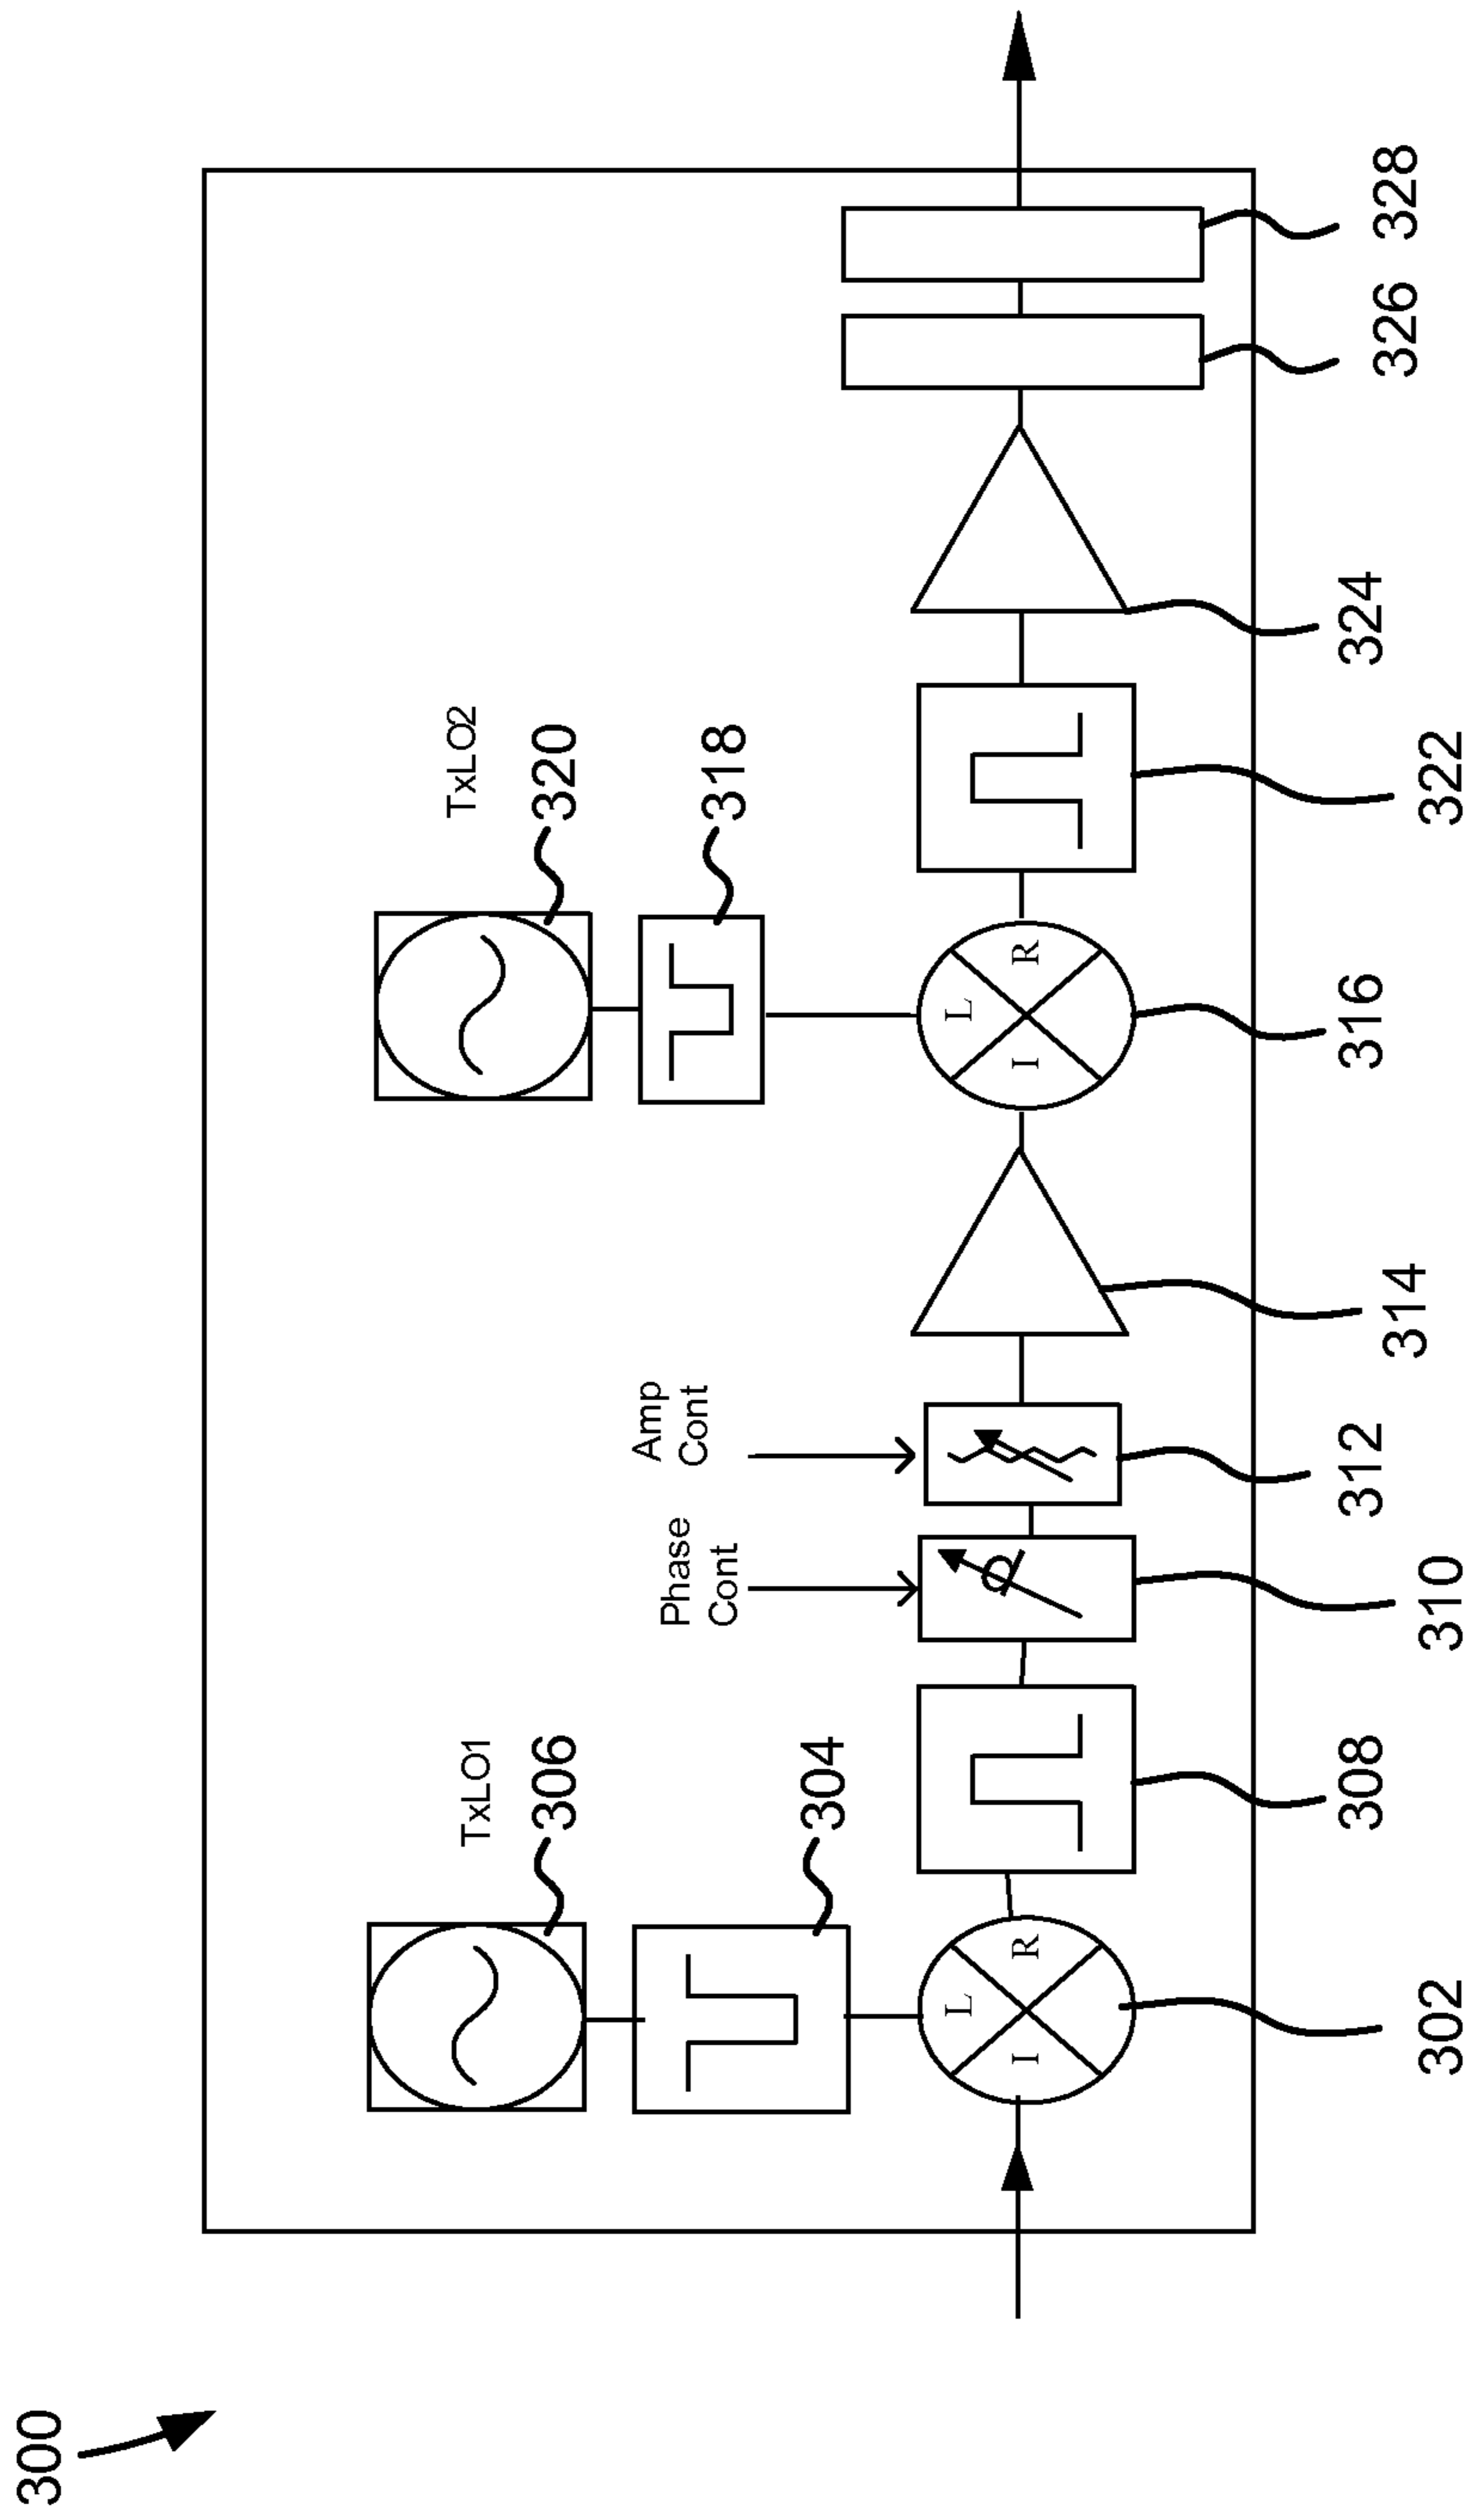 300
TxLO1
306
304
TxLO2
320
318
Phase
Cont
Amp
Cont
L
I
R
L
I
R
302
308
310
312
314
316
322
324
326
328